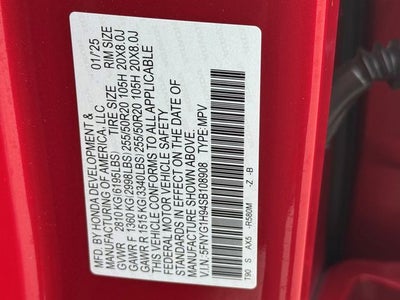 MFD. BY HONDA DEVELOPMENT & 01/25
MANUFACTURING OF AMERICA, LLC
TIRE SIZE RIM SIZE
GVWR 2810 KG(6195LBS)
GAWR F 1360 KG(2998LBS) 255/50R20 105H 20X8.0J
GAWR R 1515 KG(3340LBS) 255/50R20 105H 20X8.0J
THIS VEHICLE CONFORMS TO ALL APPLICABLE
FEDERAL MOTOR VEHICLE SAFETY
STANDARDS IN EFFECT ON THE DATE OF
MANUFACTURE SHOWN ABOVE.
V.I.N. 5FNYG1H94SB108908 TYPE:MPV
T90 S AX5 -R580M -Z -B